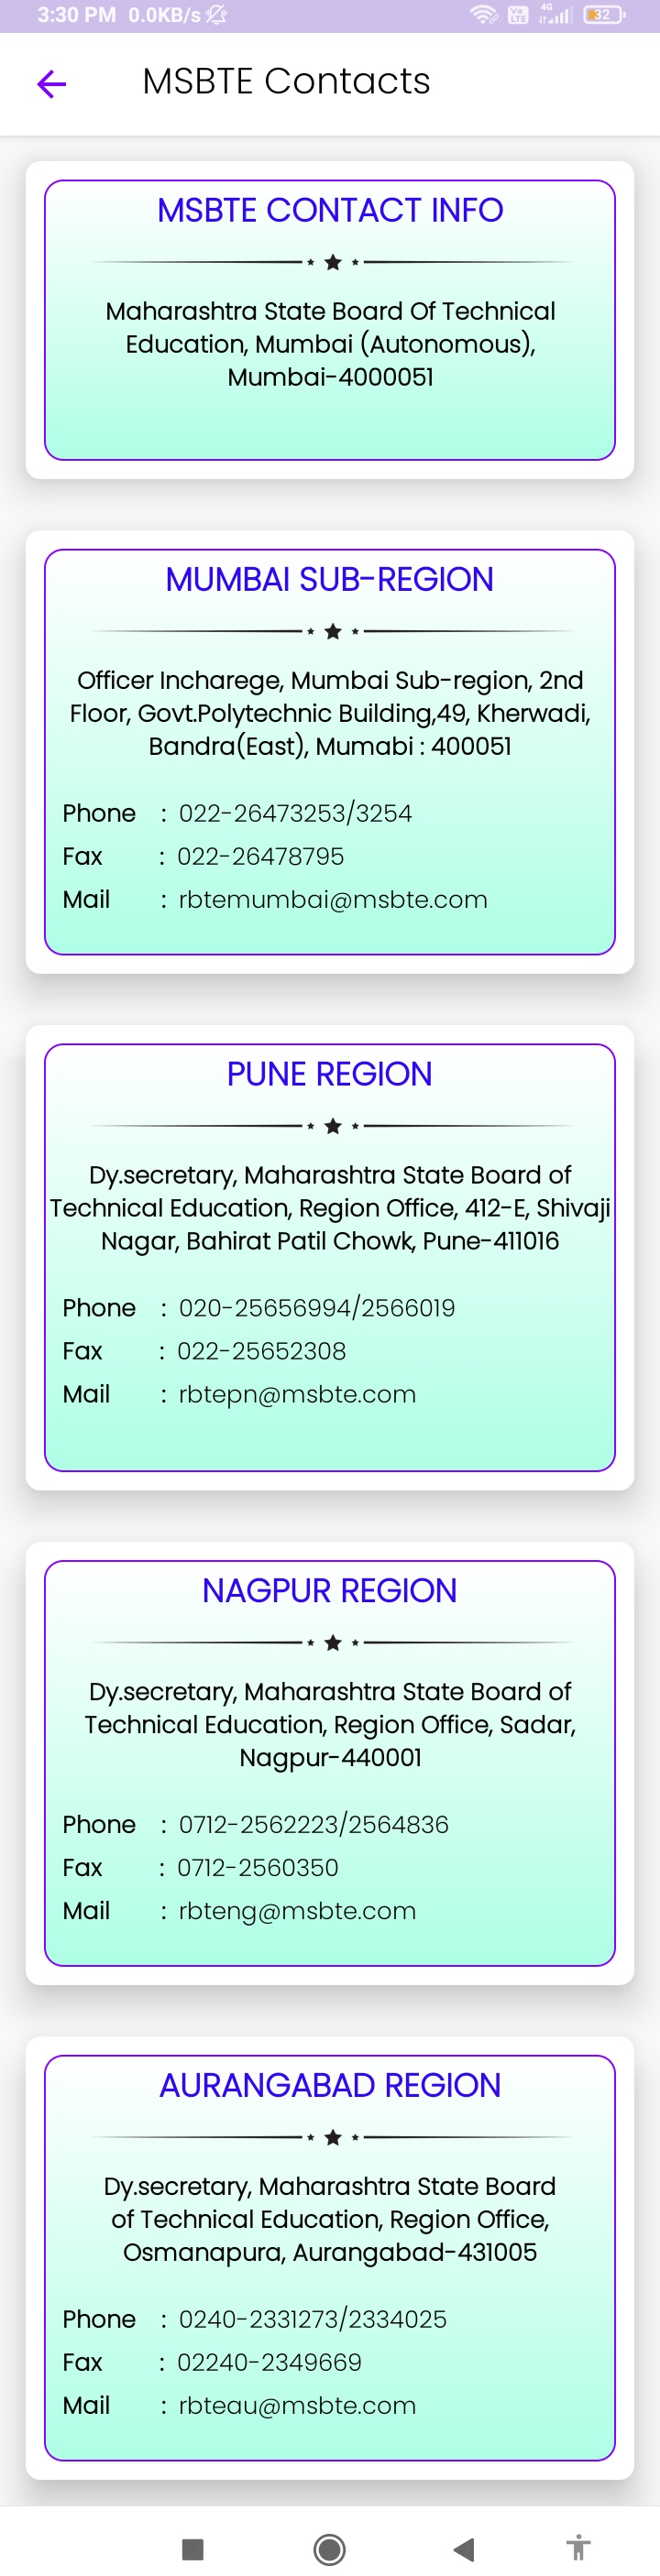 3:30 PM 0.0KB/s
Vo LTE 4G 32
MSBTE Contacts
MSBTE CONTACT INFO
Maharashtra State Board Of Technical
Education, Mumbai (Autonomous),
Mumbai-4000051
MUMBAI SUB-REGION
Officer Incharege, Mumbai Sub-region, 2nd
Floor, Govt.Polytechnic Building,49, Kherwadi,
Bandra(East), Mumabi : 400051
Phone : 022-26473253/3254
Fax : 022-26478795
Mail : rbtemumbai@msbte.com
PUNE REGION
Dy.secretary, Maharashtra State Board of
Technical Education, Region Office, 412-E, Shivaji
Nagar, Bahirat Patil Chowk, Pune-411016
Phone : 020-25656994/2566019
Fax : 022-25652308
Mail : rbtepn@msbte.com
NAGPUR REGION
Dy.secretary, Maharashtra State Board of
Technical Education, Region Office, Sadar,
Nagpur-440001
Phone : 0712-2562223/2564836
Fax : 0712-2560350
Mail : rbteng@msbte.com
AURANGABAD REGION
Dy.secretary, Maharashtra State Board
of Technical Education, Region Office,
Osmanapura, Aurangabad-431005
Phone : 0240-2331273/2334025
Fax : 02240-2349669
Mail : rbteau@msbte.com